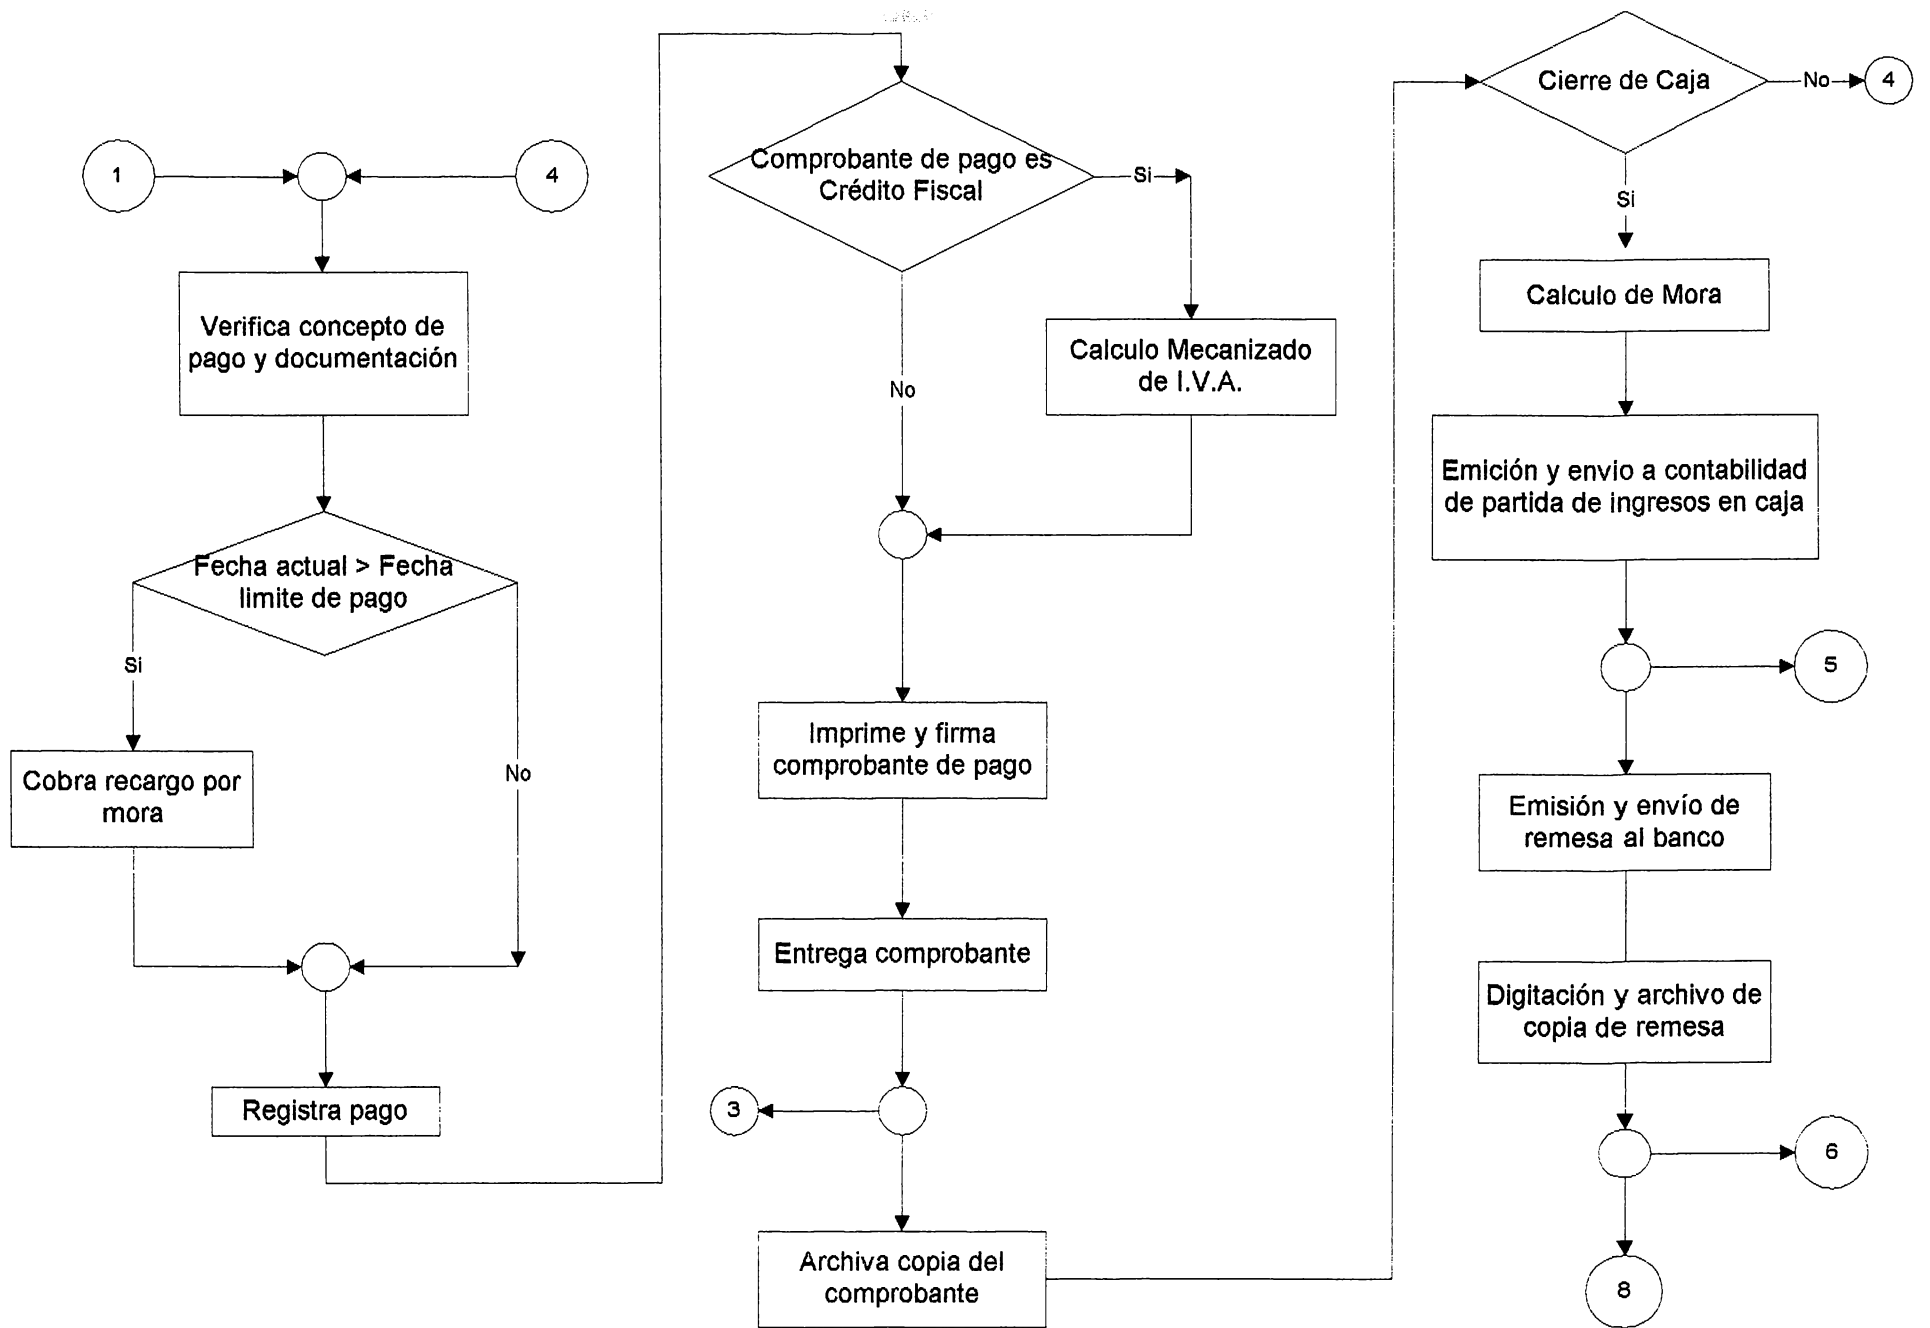 1
4
Verifica concepto de
pago y documentación
Fecha actual > Fecha
limite de pago
Si
No
Cobra recargo por
mora
Registra pago
Comprobante de pago es
Crédito Fiscal
Si
No
Calculo Mecanizado
de I.V.A.
Imprime y firma
comprobante de pago
Entrega comprobante
3
Archiva copia del
comprobante
Cierre de Caja
No
4
Si
Calculo de Mora
Emición y envio a contabilidad
de partida de ingresos en caja
5
Emisión y envío de
remesa al banco
Digitación y archivo de
copia de remesa
6
8